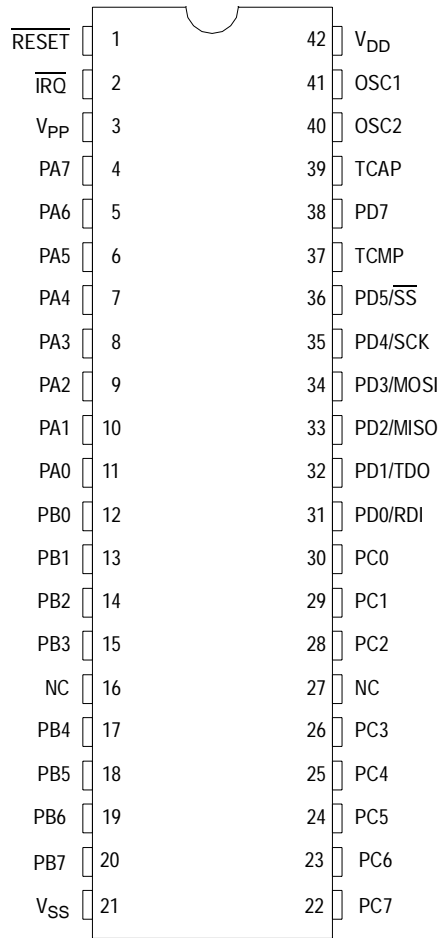 RESET 1 42 VDD
IRQ 2 41 OSC1
VPP 3 40 OSC2
PA7 4 39 TCAP
PA6 5 38 PD7
PA5 6 37 TCMP
PA4 7 36 PD5/SS
PA3 8 35 PD4/SCK
PA2 9 34 PD3/MOSI
PA1 10 33 PD2/MISO
PA0 11 32 PD1/TDO
PB0 12 31 PD0/RDI
PB1 13 30 PC0
PB2 14 29 PC1
PB3 15 28 PC2
NC 16 27 NC
PB4 17 26 PC3
PB5 18 25 PC4
PB6 19 24 PC5
PB7 20 23 PC6
VSS 21 22 PC7